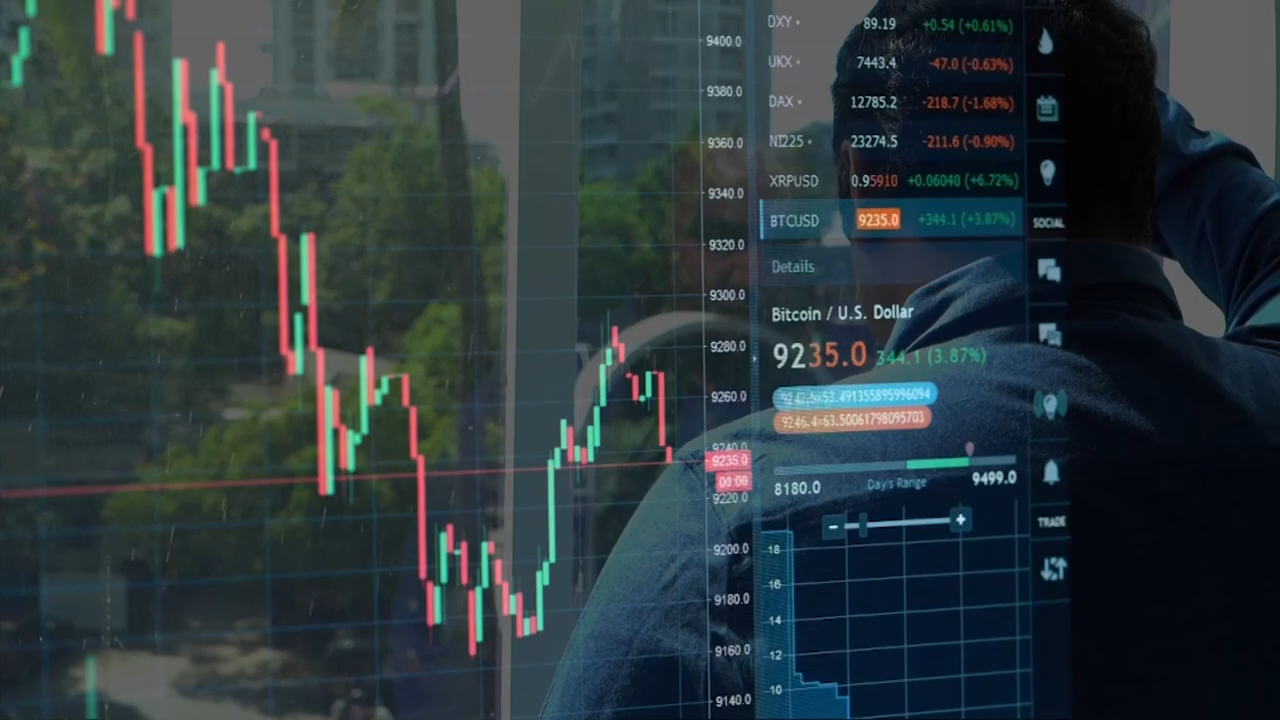 DXY • 89.19 +0.54 (+0.61%)
UKX • 7443.4 -47.0 (-0.63%)
DAX • 12785.2 -218.7 (-1.68%)
NI225 • 23274.5 -211.6 (-0.90%)
XRPUSD 0.95910 +0.06040 (+6.72%)
BTCUSD 9235.0 +344.1 (+3.87%)
Details
Bitcoin / U.S. Dollar
9235.0 344.1 (3.87%)
9246.4×63.50061798095703
8180.0 Day's Range 9499.0
− +
18
16
14
12
10
9400.0
9380.0
9360.0
9340.0
9320.0
9300.0
9280.0
9260.0
9240.0
9235.0
00:00
9220.0
9200.0
9180.0
9160.0
9140.0
SOCIAL
TRADE